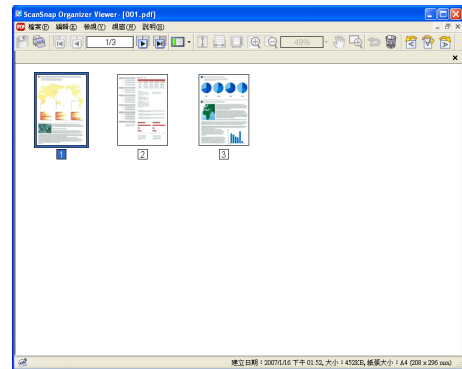 ScanSnap Organizer Viewer - [001.pdf]
檔案(F) 編輯(E) 檢視(V) 視窗(W) 說明(H)
1/3 49%
1 2 3
建立日期：2007/1/16 下午 01:52, 大小：452KB, 紙張大小：A4 (208 x 296 mm)